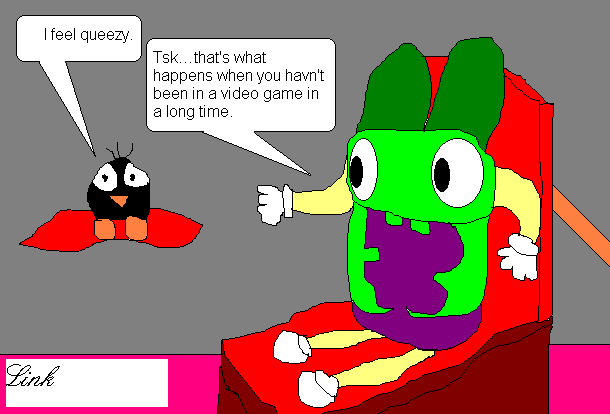 I feel queezy.
Tsk...that's what
happens when you havn't
been in a video game in
a long time.
Link